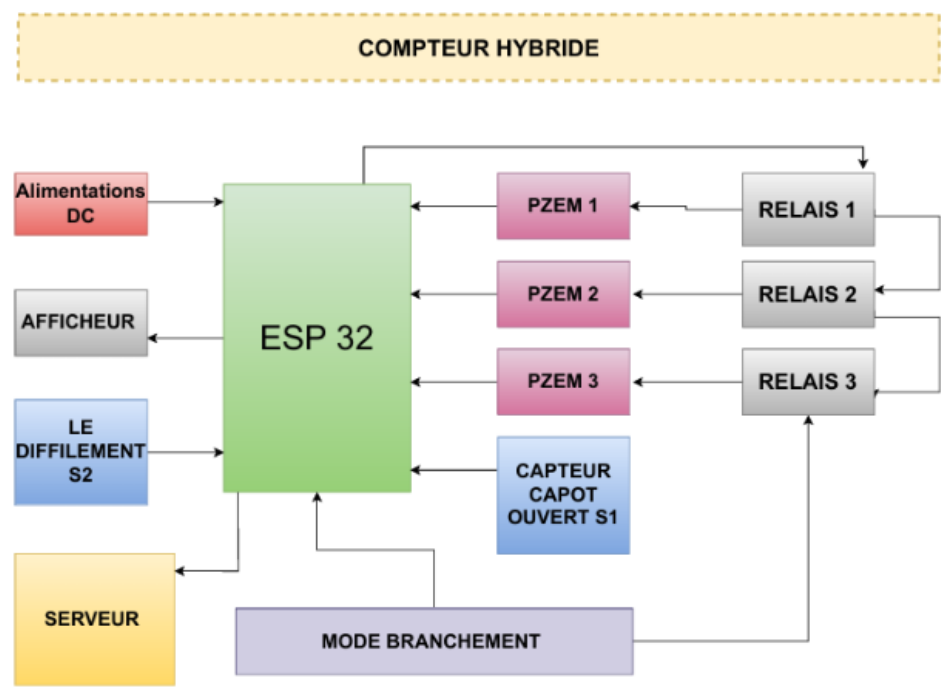 COMPTEUR HYBRIDE
Alimentations
DC
PZEM 1
RELAIS 1
AFFICHEUR
ESP 32
PZEM 2
RELAIS 2
PZEM 3
RELAIS 3
LE
DIFFILEMENT
S2
CAPTEUR
CAPOT
OUVERT S1
SERVEUR
MODE BRANCHEMENT